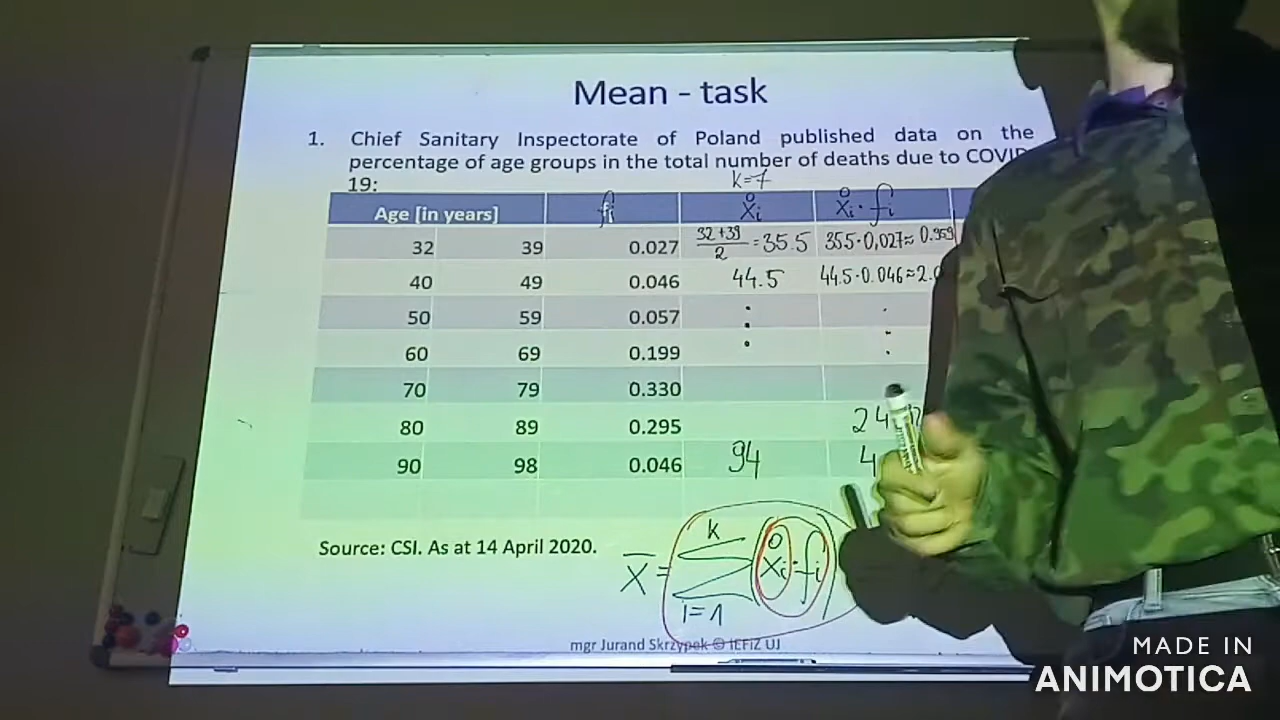 Mean - task
1. Chief Sanitary Inspectorate of Poland published data on the
percentage of age groups in the total number of deaths due to COVID
19:
k=7
Age [in years] fi x̊i x̊i · fi
32 39 0.027 32+39/2 = 35.5 355·0,027≈ 0.959
40 49 0.046 44.5 44.5·0.046≈2.0
50 59 0.057
60 69 0.199
70 79 0.330
80 89 0.295 24
90 98 0.046 94 4
Source: CSI. As at 14 April 2020.
x̄ = k Σ i=1 (x̊i · fi)
mgr Jurand Skrzypek © IEFiZ UJ
MADE IN
ANIMOTICA